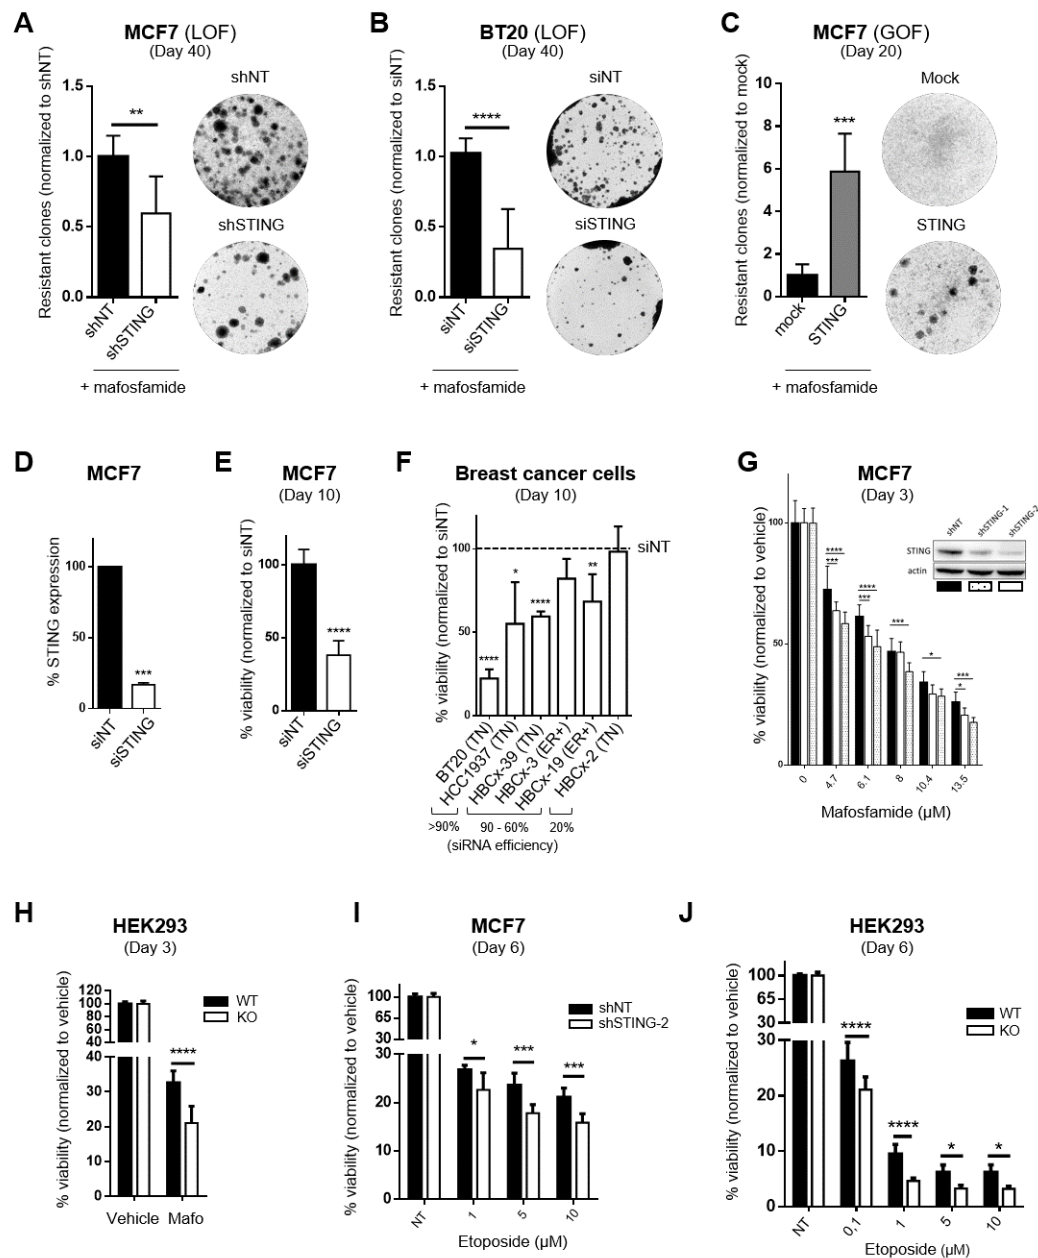 A
MCF7 (LOF)
(Day 40)
Resistant clones (normalized to shNT)
1.5
1.0
0.5
0.0
**
shNT
shSTING
+ mafosfamide
shNT
shSTING
B
BT20 (LOF)
(Day 40)
Resistant clones (normalized to siNT)
1.5
1.0
0.5
0.0
****
siNT
siSTING
+ mafosfamide
siNT
siSTING
C
MCF7 (GOF)
(Day 20)
Resistant clones (normalized to mock)
10
8
6
4
2
0
***
mock
STING
+ mafosfamide
Mock
STING
D
MCF7
% STING expression
100
50
0
***
siNT
siSTING
E
MCF7
(Day 10)
% viability (normalized to siNT)
100
50
0
****
siNT
siSTING
F
Breast cancer cells
(Day 10)
% viability (normalized to siNT)
100
50
0
siNT
****
*
****
**
BT20 (TN)
HCC1937 (TN)
HBCx-39 (TN)
HBCx-3 (ER+)
HBCx-19 (ER+)
HBCx-2 (TN)
>90% 90 - 60% 20%
(siRNA efficiency)
G
MCF7
(Day 3)
% viability (normalized to vehicle)
100
50
0
****
***
****
***
***
*
***
*
shNT
shSTING-1
shSTING-2
STING
actin
0 4.7 6.1 8 10.4 13.5
Mafosfamide (µM)
H
HEK293
(Day 3)
% viability (normalized to vehicle)
120
100
80
60
40
40
30
20
10
0
WT
KO
****
Vehicle Mafo
I
MCF7
(Day 6)
% viability (normalized to vehicle)
100
65
30
30
20
10
0
shNT
shSTING-2
*
***
***
NT 1 5 10
Etoposide (µM)
J
HEK293
(Day 6)
% viability (normalized to vehicle)
100
65
30
30
20
10
0
WT
KO
****
****
*
*
NT 0,1 1 5 10
Etoposide (µM)